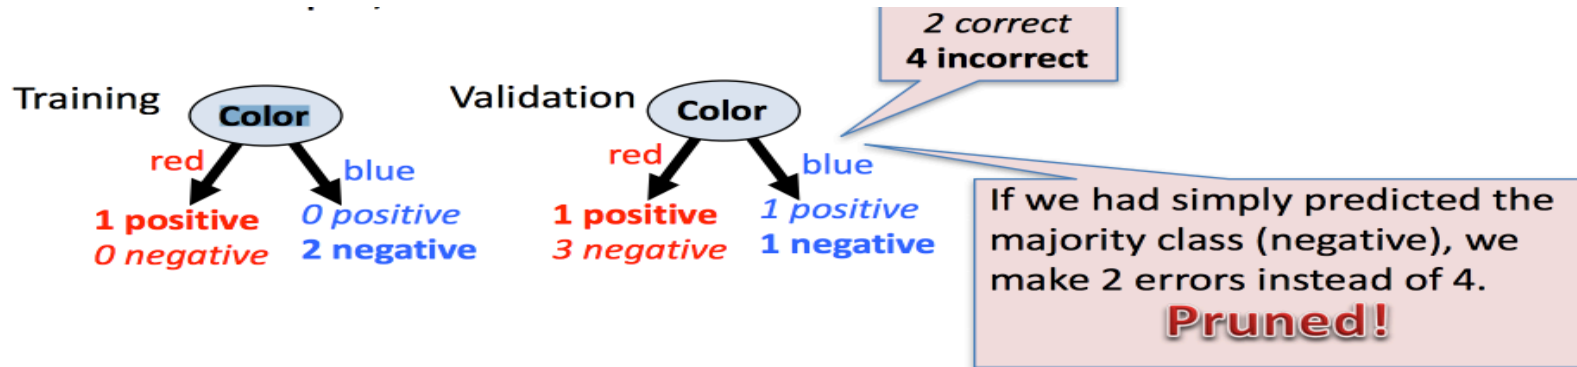 2 correct
4 incorrect
Training
Color
red
blue
1 positive
0 negative
0 positive
2 negative
Validation
Color
red
blue
1 positive
3 negative
1 positive
1 negative
If we had simply predicted the
majority class (negative), we
make 2 errors instead of 4.
Pruned!